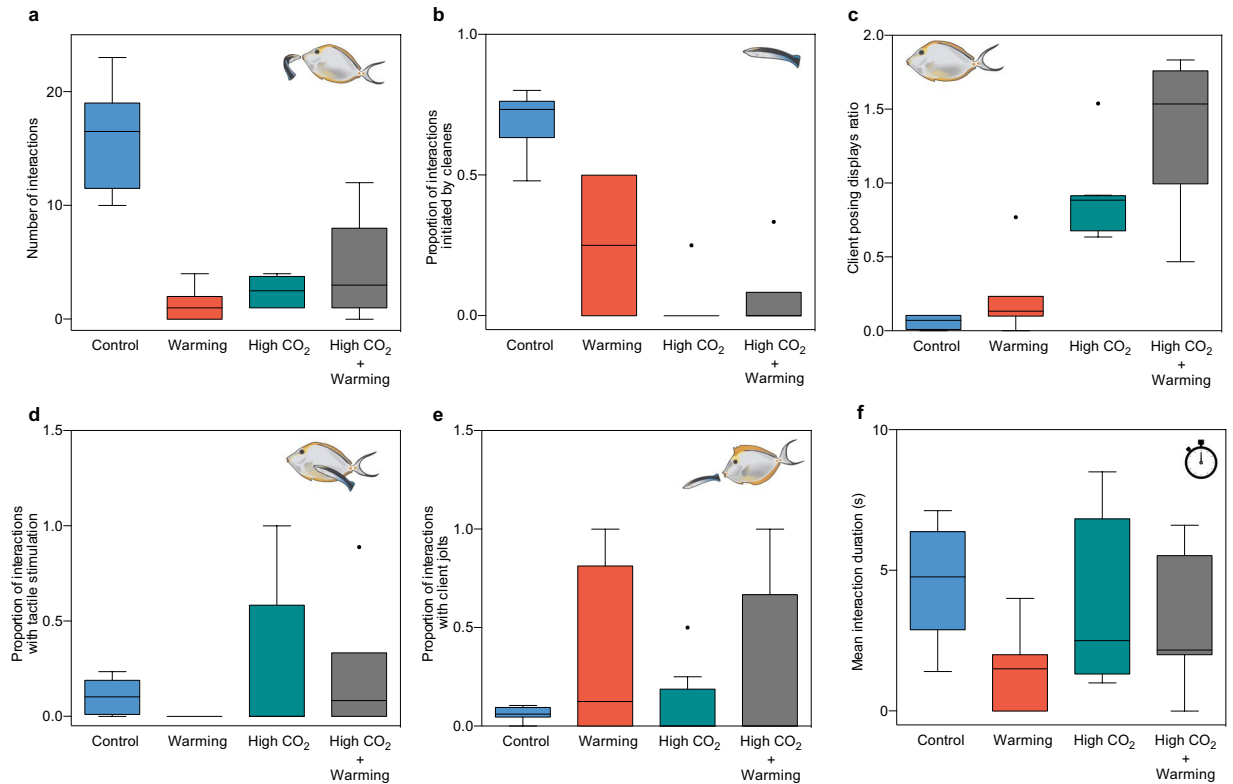 a
Number of interactions
20
10
0
Control
Warming
High CO2
High CO2
+
Warming
b
Proportion of interactions
initiated by cleaners
1.0
0.5
0.0
Control
Warming
High CO2
High CO2
+
Warming
c
Client posing displays ratio
2.0
1.5
1.0
0.5
0.0
Control
Warming
High CO2
High CO2
+
Warming
d
Proportion of interactions
with tactile stimulation
1.5
1.0
0.5
0.0
Control
Warming
High CO2
High CO2
+
Warming
e
Proportion of interactions
with client jolts
1.5
1.0
0.5
0.0
Control
Warming
High CO2
High CO2
+
Warming
f
Mean interaction duration (s)
10
5
0
Control
Warming
High CO2
High CO2
+
Warming